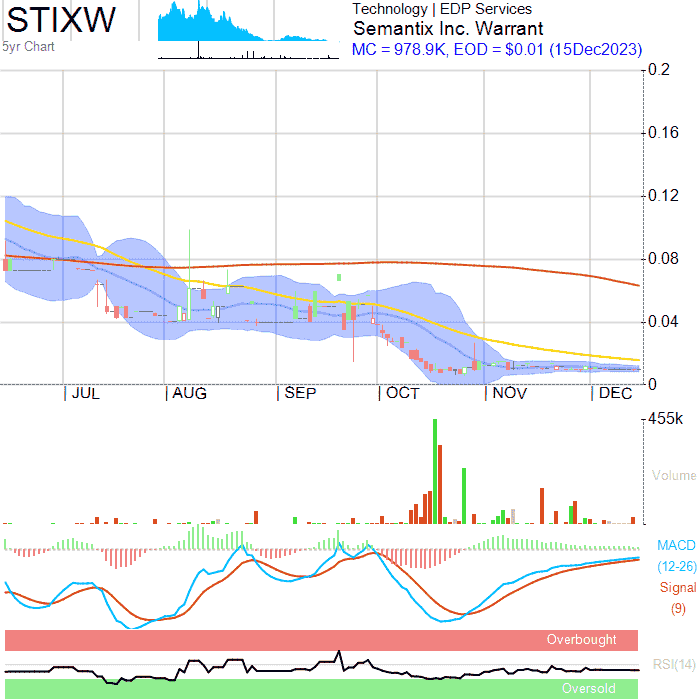 STIXW
5yr Chart
Technology | EDP Services
Semantix Inc. Warrant
MC = 978.9K, EOD = $0.01 (15Dec2023)
0.2
0.16
0.12
0.08
0.04
0
JUL AUG SEP OCT NOV DEC
455k
Volume
MACD
(12-26)
Signal
(9)
Overbought
RSI(14)
Oversold